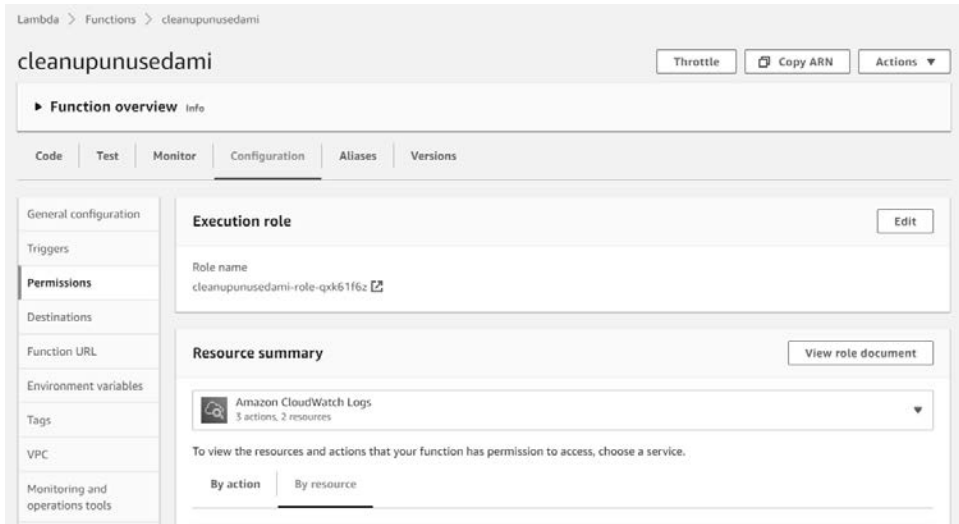 Lambda > Functions > cleanupunusedami
cleanupunusedami
Throttle
Copy ARN
Actions ▼
▶ Function overview Info
Code
Test
Monitor
Configuration
Aliases
Versions
General configuration
Triggers
Permissions
Destinations
Function URL
Environment variables
Tags
VPC
Monitoring and
operations tools
Execution role
Edit
Role name
cleanupunusedami-role-qxk61f6z
Resource summary
View role document
Amazon CloudWatch Logs
3 actions, 2 resources
To view the resources and actions that your function has permission to access, choose a service.
By action
By resource